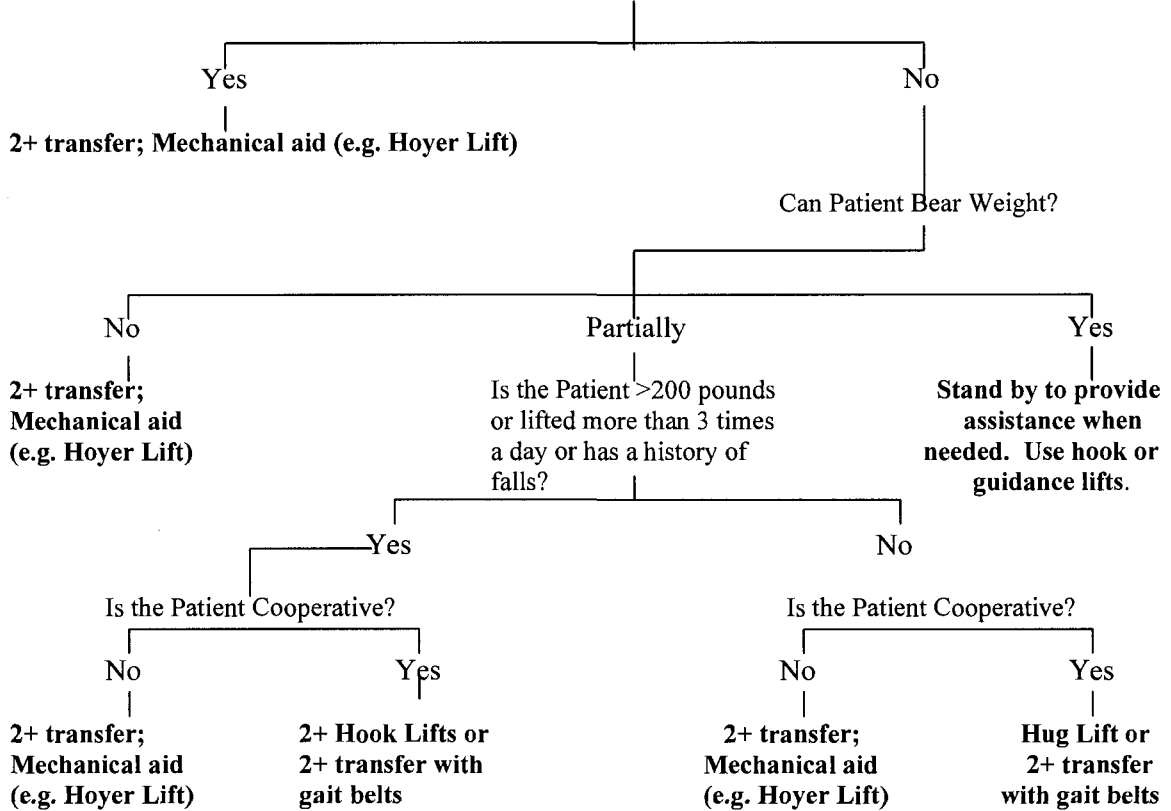 Yes
No
2+ transfer; Mechanical aid (e.g. Hoyer Lift)
Can Patient Bear Weight?
No
Partially
Yes
2+ transfer;
Mechanical aid
(e.g. Hoyer Lift)
Is the Patient >200 pounds
or lifted more than 3 times
a day or has a history of
falls?
Stand by to provide
assistance when
needed. Use hook or
guidance lifts.
Yes
No
Is the Patient Cooperative?
Is the Patient Cooperative?
No
Yes
No
Yes
2+ transfer;
Mechanical aid
(e.g. Hoyer Lift)
2+ Hook Lifts or
2+ transfer with
gait belts
2+ transfer;
Mechanical aid
(e.g. Hoyer Lift)
Hug Lift or
2+ transfer
with gait belts